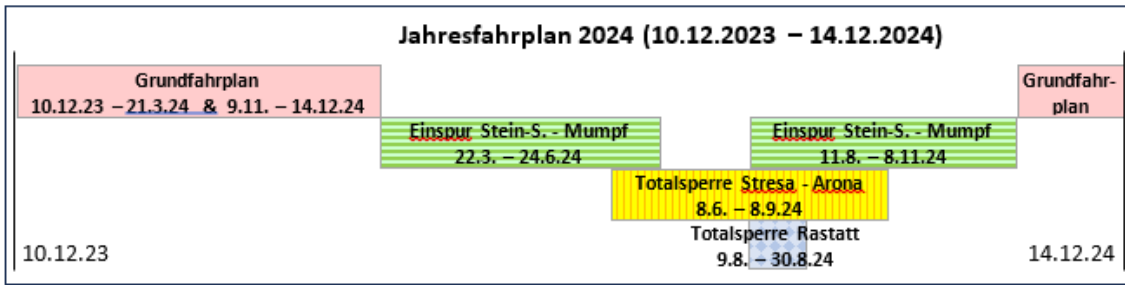 Jahresfahrplan 2024 (10.12.2023 – 14.12.2024)
Grundfahrplan
10.12.23 – 21.3.24 & 9.11. – 14.12.24
Grundfahr-
plan
Einspur Stein-S. - Mumpf
22.3. – 24.6.24
Einspur Stein-S. - Mumpf
11.8. – 8.11.24
Totalsperre Stresa - Arona
8.6. – 8.9.24
Totalsperre Rastatt
9.8. – 30.8.24
10.12.23
14.12.24